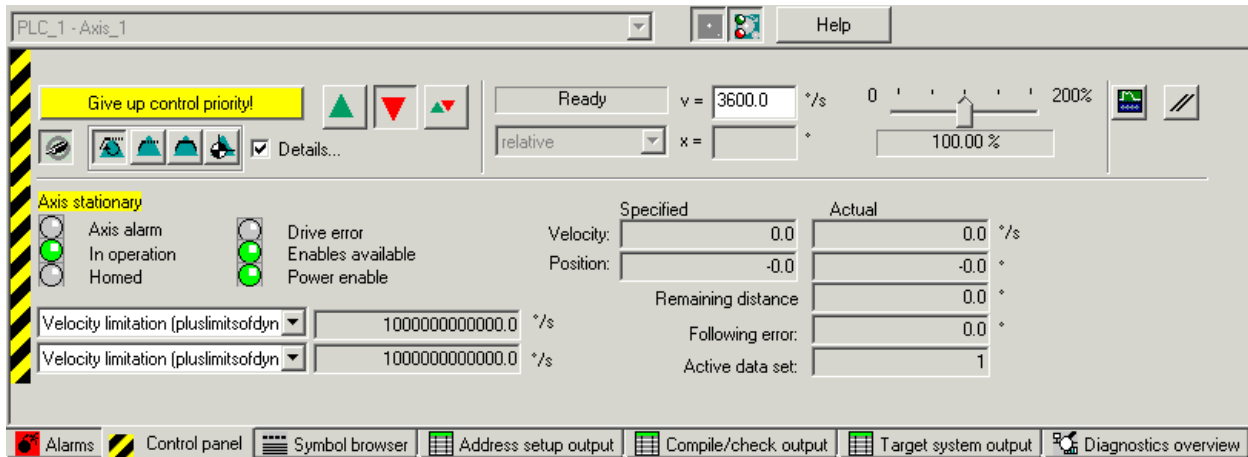 PLC_1 - Axis_1 Help
Give up control priority! Ready v = 3600.0 °/s 0 200%
Details... relative x = ° 100.00 %
Axis stationary
Specified Actual
Axis alarm Drive error Velocity: 0.0 0.0 °/s
In operation Enables available Position: -0.0 -0.0 °
Homed Power enable
Remaining distance 0.0 °
Velocity limitation (pluslimitsofdyn 1000000000000.0 °/s
Following error: 0.0 °
Velocity limitation (pluslimitsofdyn 1000000000000.0 °/s
Active data set: 1
Alarms Control panel Symbol browser Address setup output Compile/check output Target system output Diagnostics overview